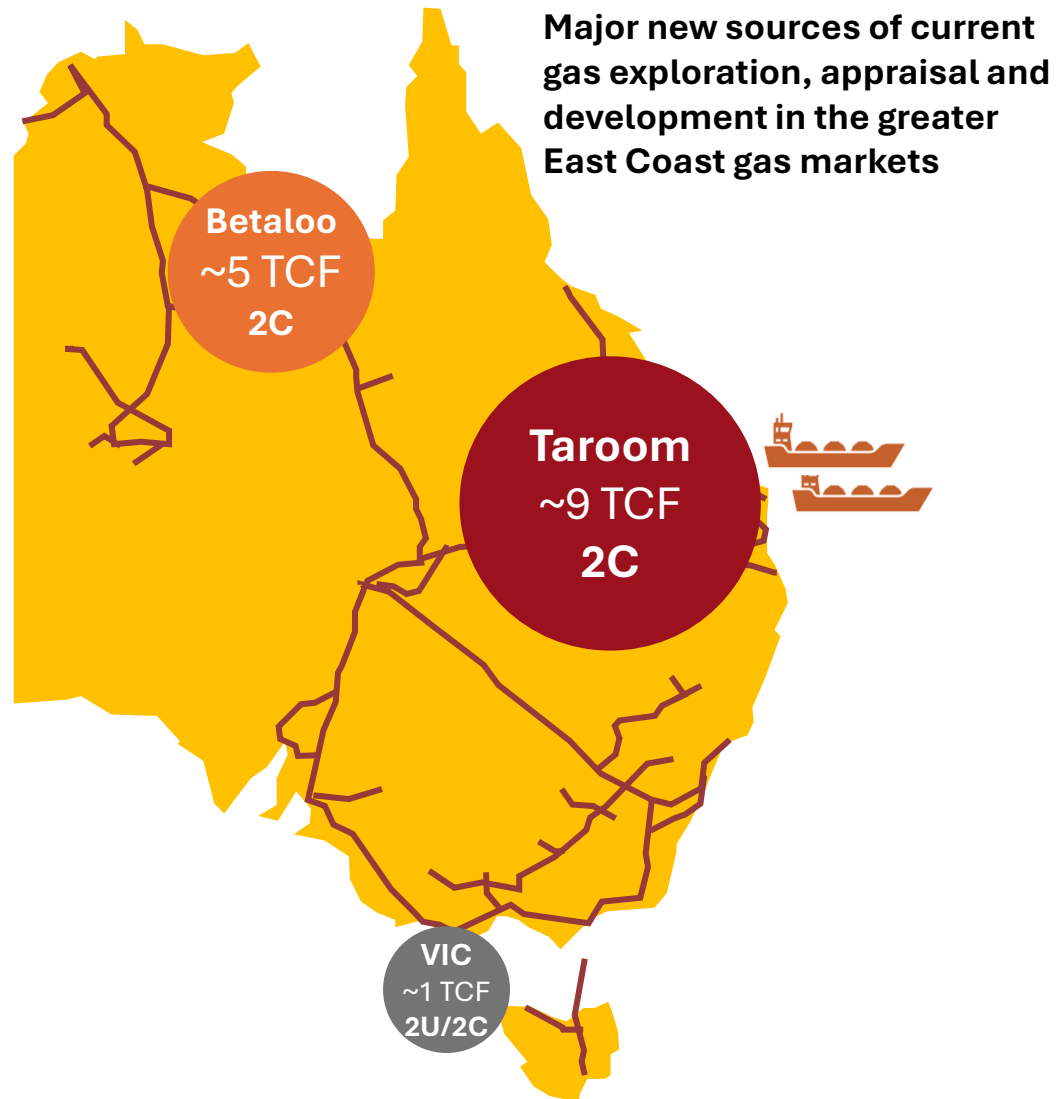 Major new sources of current
gas exploration, appraisal and
development in the greater
East Coast gas markets
Betaloo
~5 TCF
2C
Taroom
~9 TCF
2C
VIC
~1 TCF
2U/2C